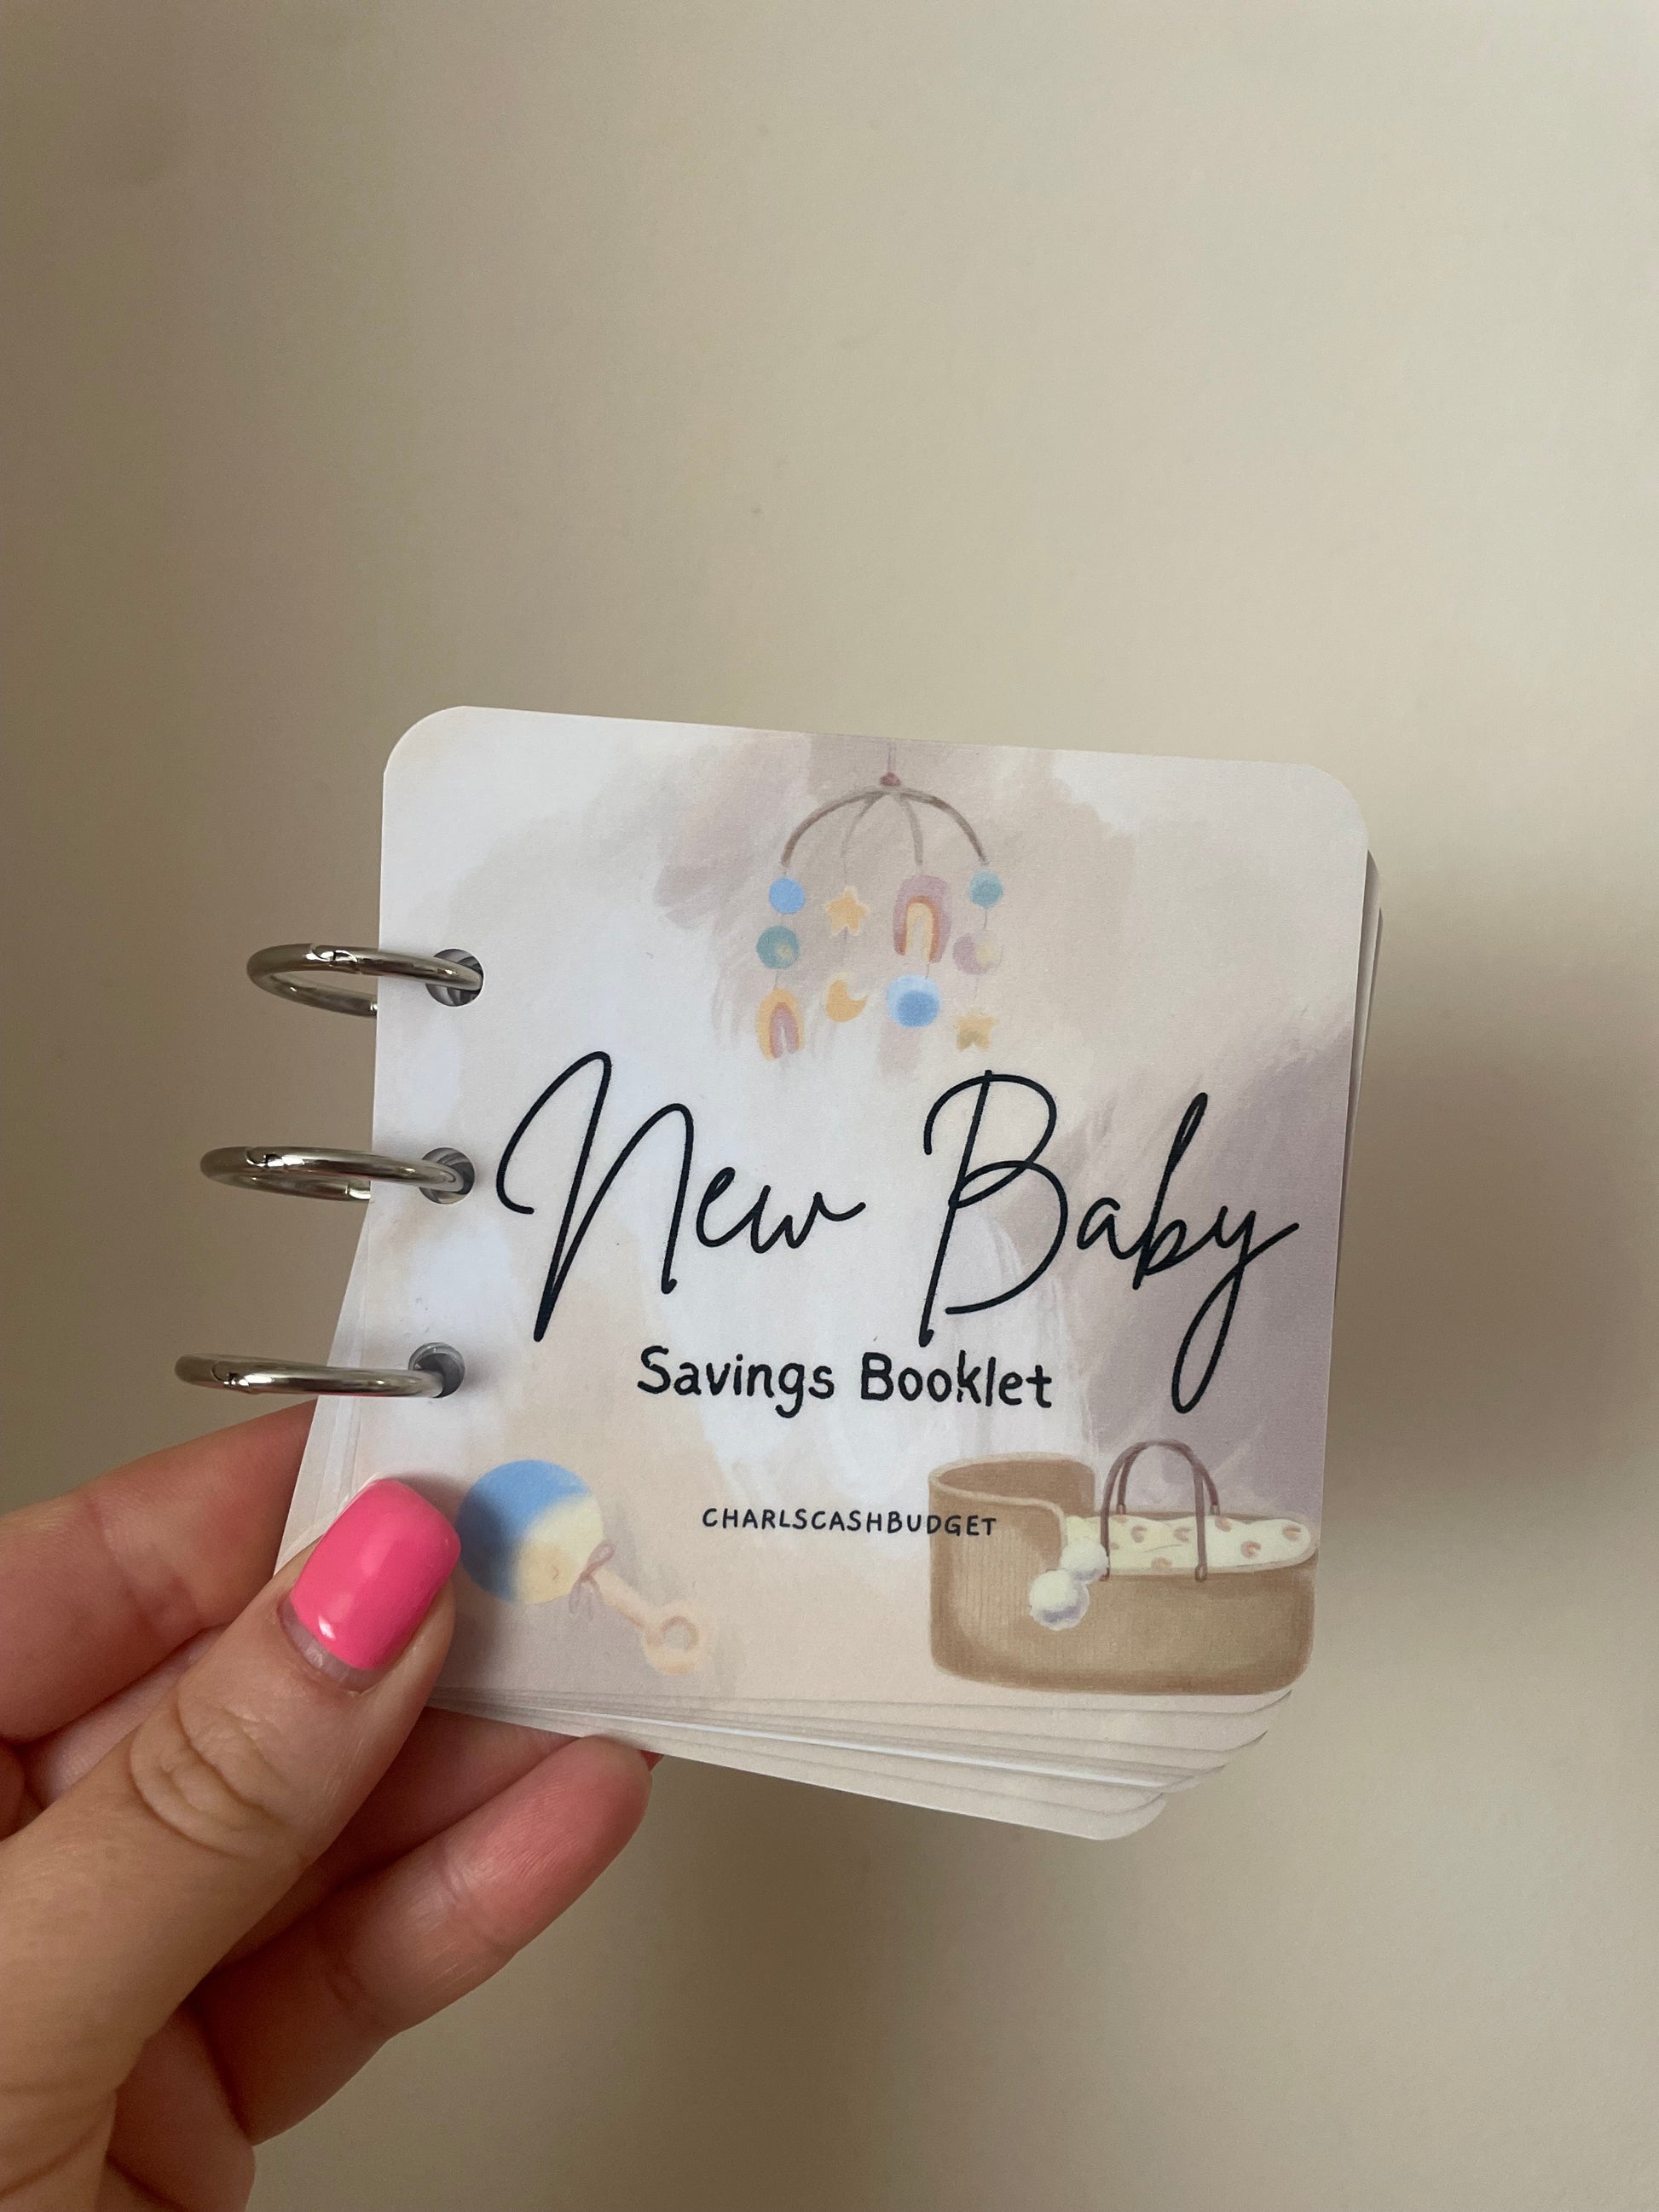 New Baby
Savings Booklet
CHARLSCASHBUDGET